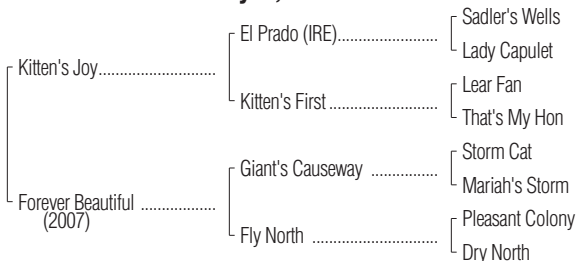 Sadler's Wells
El Prado (IRE)........................
Lady Capulet
Kitten's Joy............................
Lear Fan
Kitten's First..........................
That's My Hon
Storm Cat
Giant's Causeway ................
Mariah's Storm
Forever Beautiful ..................
(2007)
Pleasant Colony
Fly North ..............................
Dry North